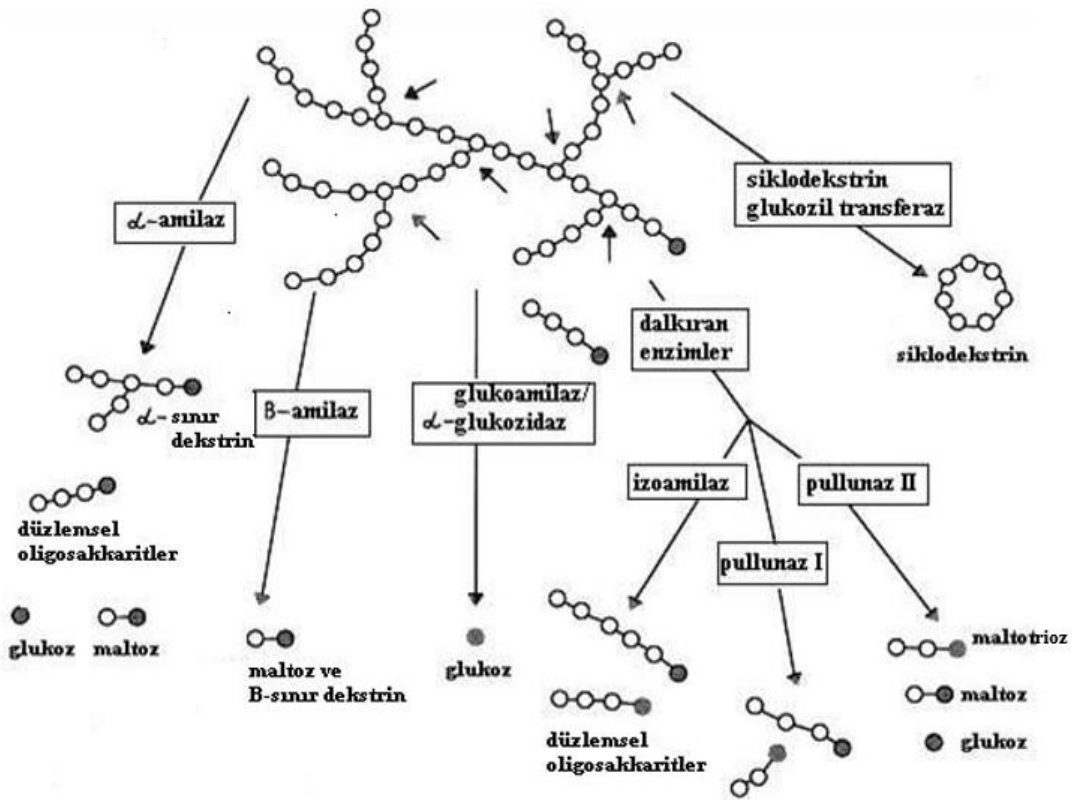 siklodekstrin
glukozil transferaz
α-amilaz
siklodekstrin
dalkıran
enzimler
α-sınır
dekstrin
B-amilaz
glukoamilaz/
α-glukozidaz
izoamilaz
pullunaz II
düzlemsel
oligosakkaritler
pullunaz I
glukoz
maltoz
maltoz ve
B-sınır dekstrin
glukoz
düzlemsel
oligosakkaritler
maltotrioz
maltoz
glukoz